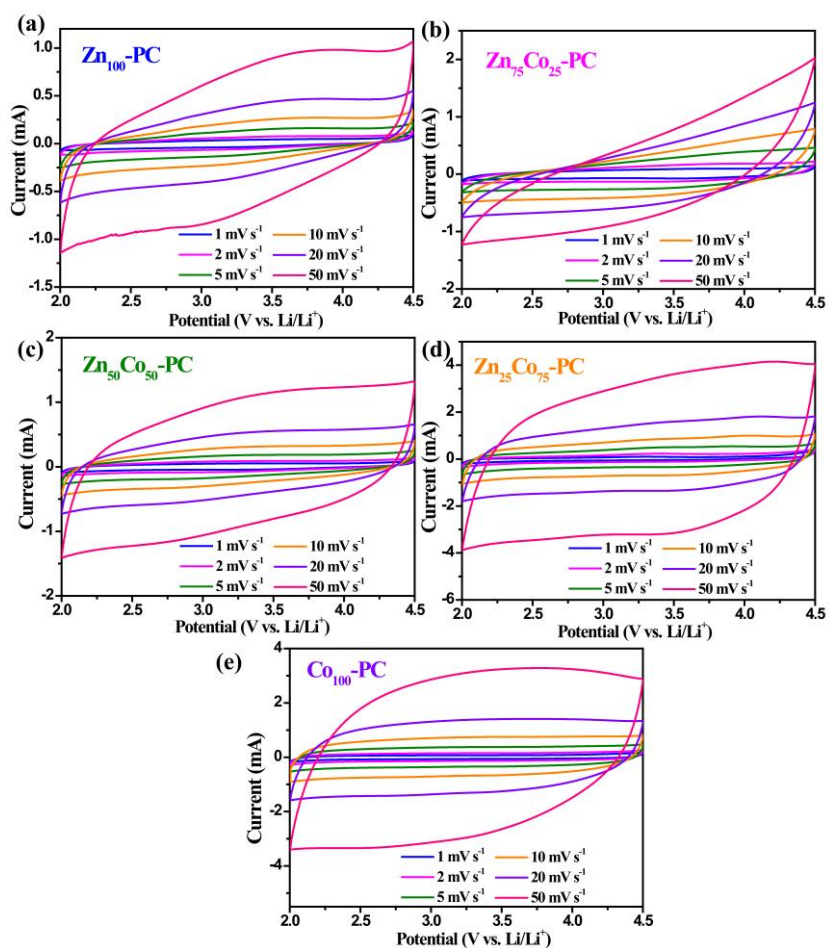 (a)
Zn₁₀₀-PC
Current (mA)
1.0
0.5
0.0
-0.5
-1.0
-1.5
1 mV s⁻¹ 10 mV s⁻¹
2 mV s⁻¹ 20 mV s⁻¹
5 mV s⁻¹ 50 mV s⁻¹
2.0 2.5 3.0 3.5 4.0 4.5
Potential (V vs. Li/Li⁺)
(b)
Zn₇₅Co₂₅-PC
Current (mA)
2
1
0
-1
-2
1 mV s⁻¹ 10 mV s⁻¹
2 mV s⁻¹ 20 mV s⁻¹
5 mV s⁻¹ 50 mV s⁻¹
2.0 2.5 3.0 3.5 4.0 4.5
Potential (V vs. Li/Li⁺)
(c)
Zn₅₀Co₅₀-PC
Current (mA)
2
1
0
-1
-2
1 mV s⁻¹ 10 mV s⁻¹
2 mV s⁻¹ 20 mV s⁻¹
5 mV s⁻¹ 50 mV s⁻¹
2.0 2.5 3.0 3.5 4.0 4.5
Potential (V vs. Li/Li⁺)
(d)
Zn₂₅Co₇₅-PC
Current (mA)
4
2
0
-2
-4
-6
1 mV s⁻¹ 10 mV s⁻¹
2 mV s⁻¹ 20 mV s⁻¹
5 mV s⁻¹ 50 mV s⁻¹
2.0 2.5 3.0 3.5 4.0 4.5
Potential (V vs. Li/Li⁺)
(e)
Co₁₀₀-PC
Current (mA)
4
2
0
-2
-4
1 mV s⁻¹ 10 mV s⁻¹
2 mV s⁻¹ 20 mV s⁻¹
5 mV s⁻¹ 50 mV s⁻¹
2.0 2.5 3.0 3.5 4.0 4.5
Potential (V vs. Li/Li⁺)